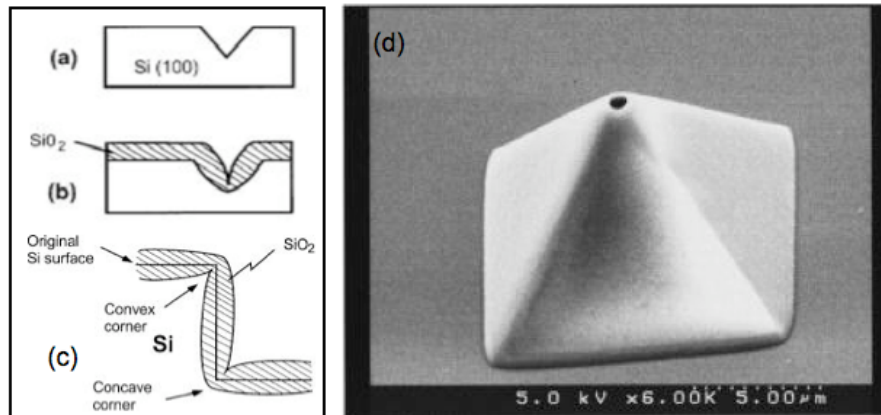 (a)
Si (100)
SiO2
(b)
Original
Si surface
SiO2
Convex
corner
Si
(c)
Concave
corner
(d)
5.0 kV x6.00K 5.00µm